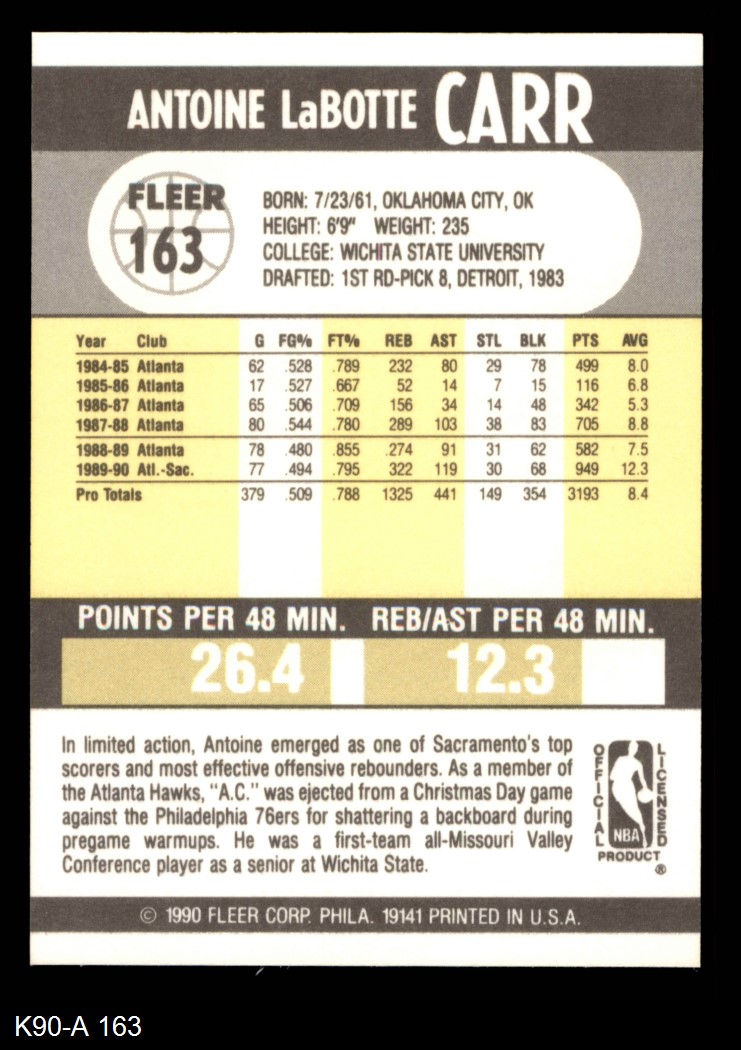 ANTOINE LaBOTTE CARR
FLEER
163
BORN: 7/23/61, OKLAHOMA CITY, OK
HEIGHT: 6'9" WEIGHT: 235
COLLEGE: WICHITA STATE UNIVERSITY
DRAFTED: 1ST RD-PICK 8, DETROIT, 1983
Year Club G FG% FT% REB AST STL BLK PTS AVG
1984-85 Atlanta 62 .528 .789 232 80 29 78 499 8.0
1985-86 Atlanta 17 .527 .667 52 14 7 15 116 6.8
1986-87 Atlanta 65 .506 .709 156 34 14 48 342 5.3
1987-88 Atlanta 80 .544 .780 289 103 38 83 705 8.8
1988-89 Atlanta 78 .480 .855 .274 91 31 62 582 7.5
1989-90 Atl.-Sac. 77 .494 .795 322 119 30 68 949 12.3
Pro Totals 379 .509 .788 1325 441 149 354 3193 8.4
POINTS PER 48 MIN. REB/AST PER 48 MIN.
26.4 12.3
In limited action, Antoine emerged as one of Sacramento's top
scorers and most effective offensive rebounders. As a member of
the Atlanta Hawks, "A.C." was ejected from a Christmas Day game
against the Philadelphia 76ers for shattering a backboard during
pregame warmups. He was a first-team all-Missouri Valley
Conference player as a senior at Wichita State.
OFFICIAL
LICENSED
NBA
PRODUCT
®
© 1990 FLEER CORP. PHILA. 19141 PRINTED IN U.S.A.
K90-A 163